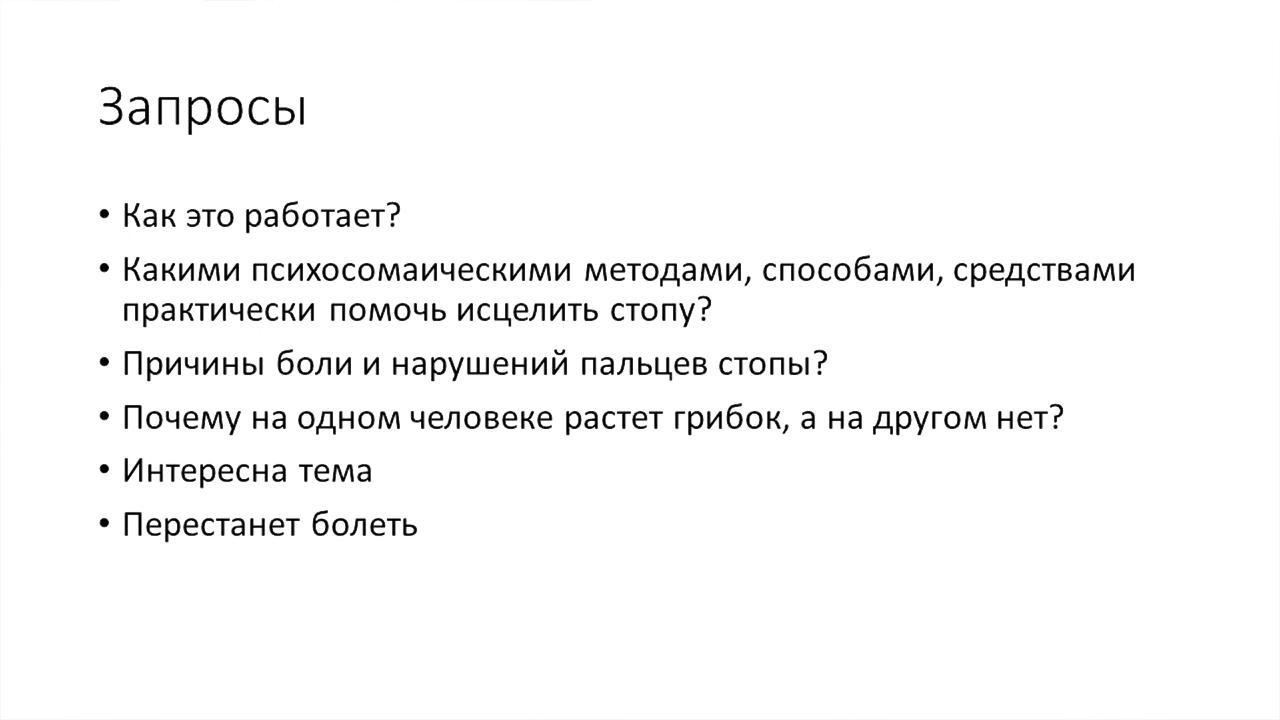 Запросы
• Как это работает?
• Какими психосомаическими методами, способами, средствами
практически помочь исцелить стопу?
• Причины боли и нарушений пальцев стопы?
• Почему на одном человеке растет грибок, а на другом нет?
• Интересна тема
• Перестанет болеть